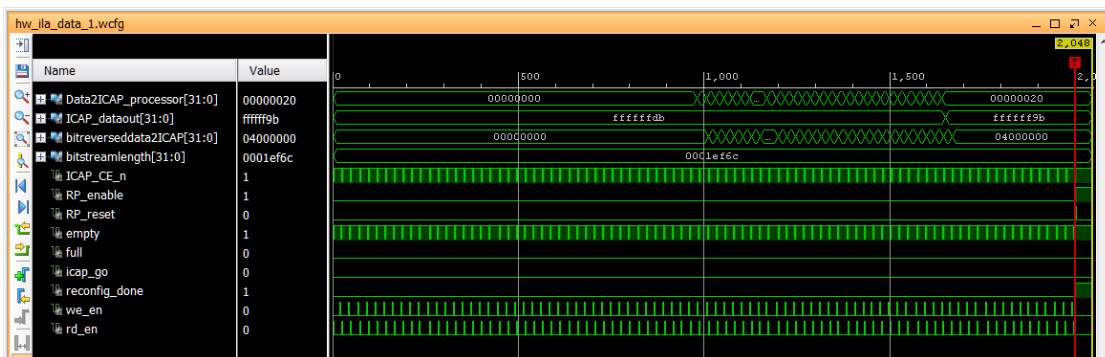 hw_ila_data_1.wcfg
2,048
T
Name Value
0 500 1,000 1,500 2,0
Data2ICAP_processor[31:0] 00000020 00000000 ... 00000020
ICAP_dataout[31:0] ffffff9b ffffffdb ffffff9b
bitreverseddata2ICAP[31:0] 04000000 00000000 ... 04000000
bitstreamlength[31:0] 0001ef6c 0001ef6c
ICAP_CE_n 1
RP_enable 1
RP_reset 0
empty 1
full 0
icap_go 0
reconfig_done 1
we_en 0
rd_en 0